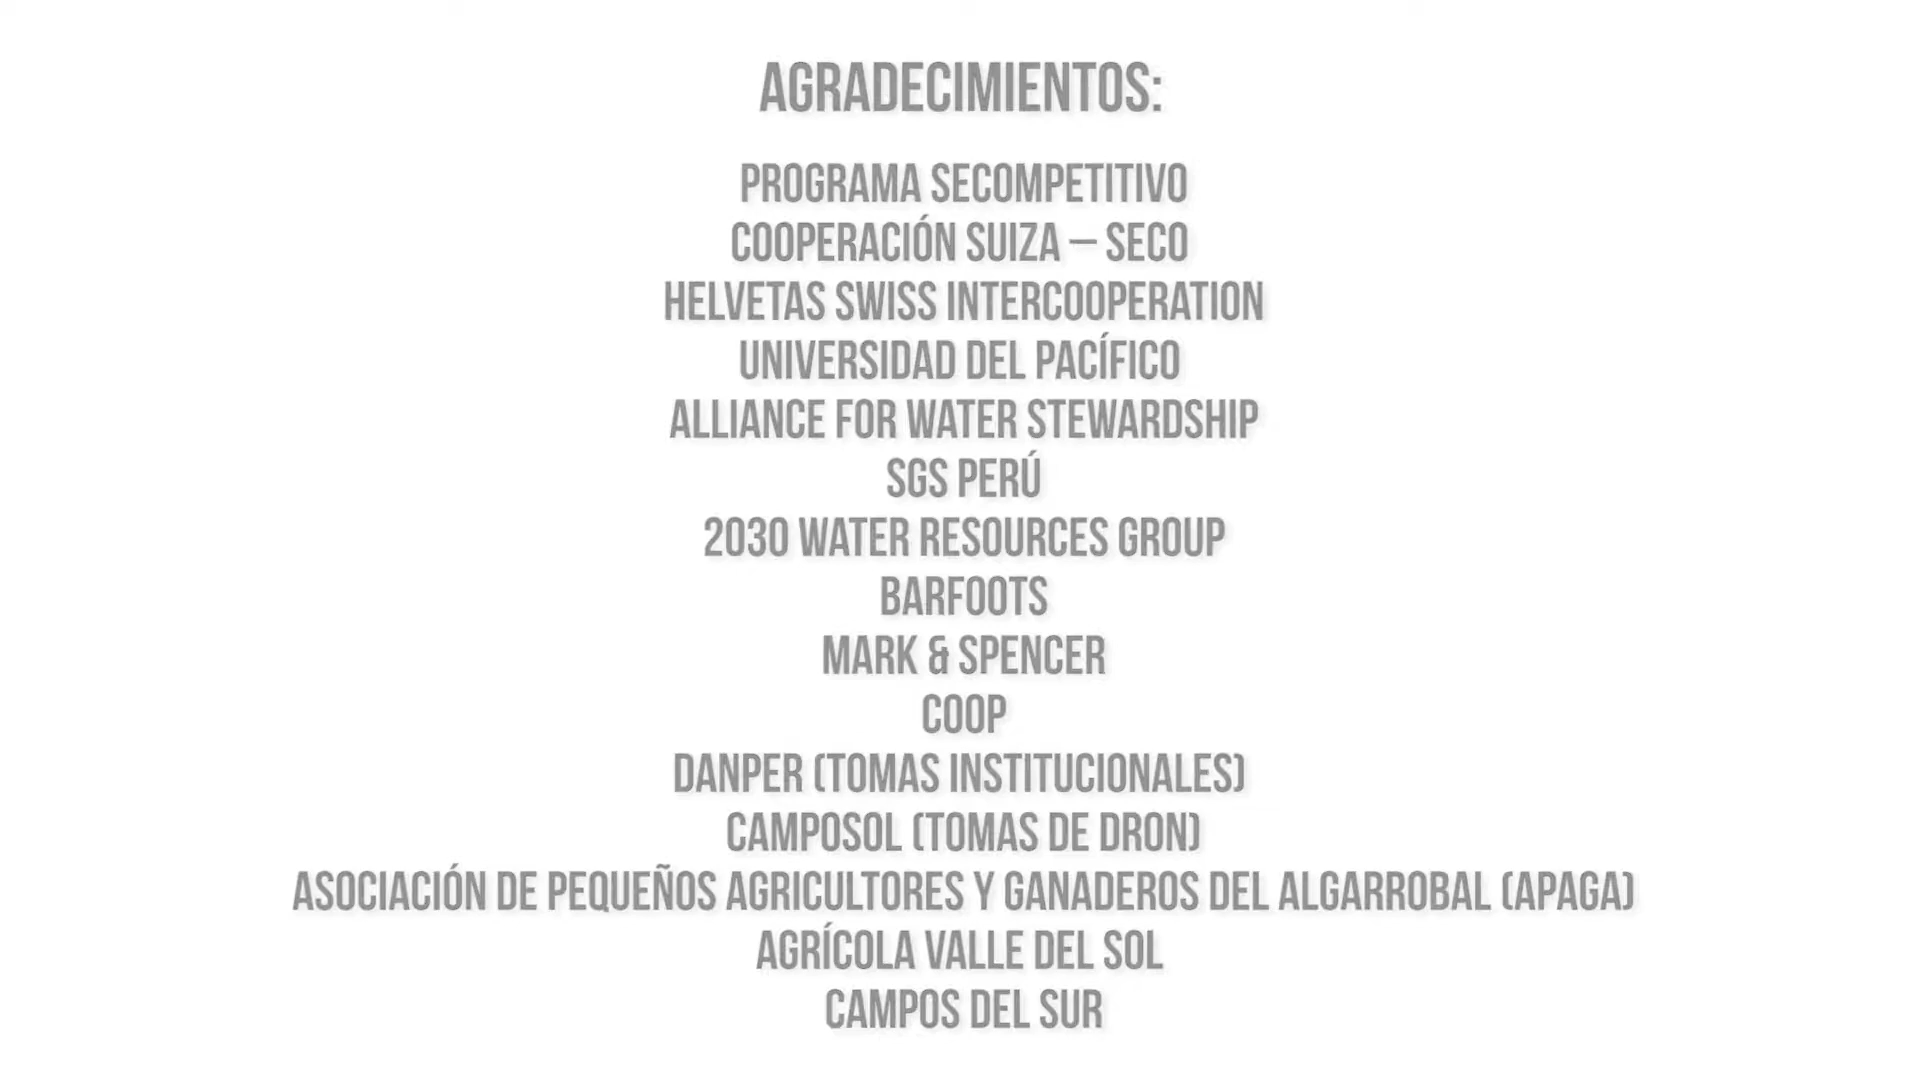 AGRADECIMIENTOS:
PROGRAMA SECOMPETITIVO
COOPERACIÓN SUIZA – SECO
HELVETAS SWISS INTERCOOPERATION
UNIVERSIDAD DEL PACÍFICO
ALLIANCE FOR WATER STEWARDSHIP
SGS PERÚ
2030 WATER RESOURCES GROUP
BARFOOTS
MARK & SPENCER
COOP
DANPER (TOMAS INSTITUCIONALES)
CAMPOSOL (TOMAS DE DRON)
ASOCIACIÓN DE PEQUEÑOS AGRICULTORES Y GANADEROS DEL ALGARROBAL (APAGA)
AGRÍCOLA VALLE DEL SOL
CAMPOS DEL SUR